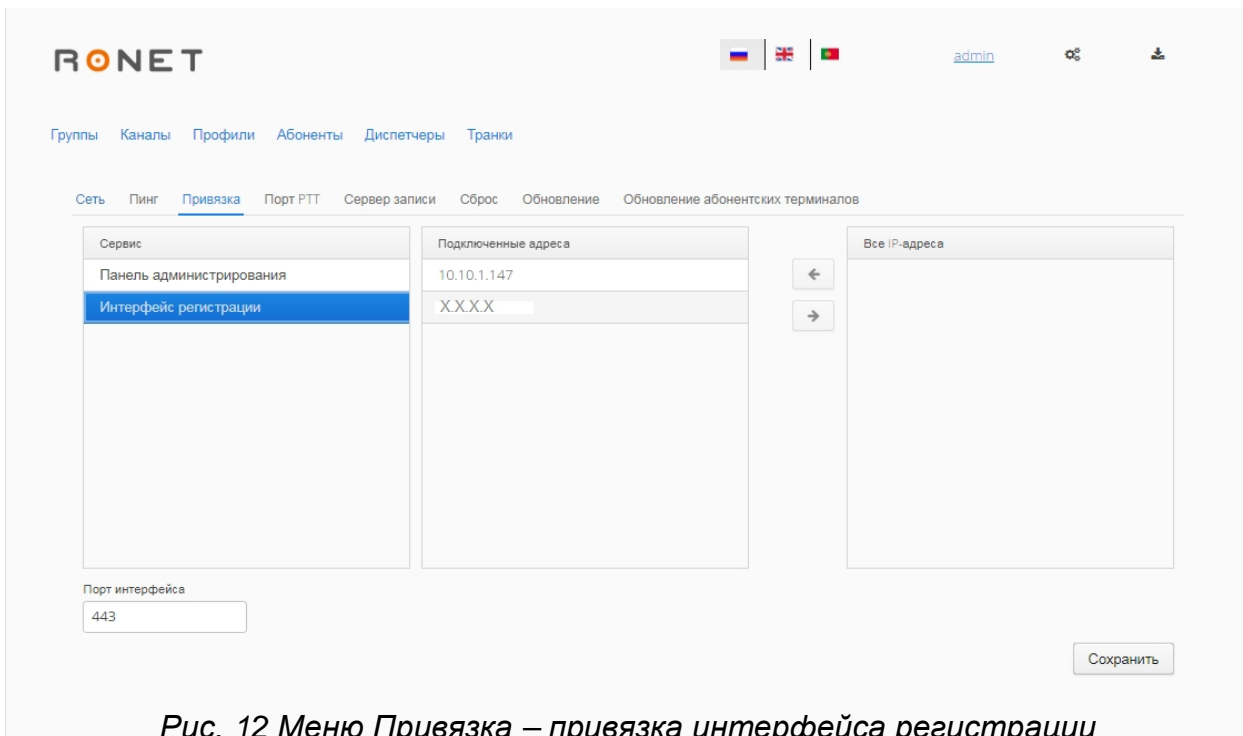 RONET
admin
Группы Каналы Профили Абоненты Диспетчеры Транки
Сеть Пинг Привязка Порт PTT Сервер записи Сброс Обновление Обновление абонентских терминалов
Сервис Подключенные адреса Все IP-адреса
Панель администрирования 10.10.1.147
Интерфейс регистрации X.X.X.X
Порт интерфейса
443
Сохранить
Рис. 12 Меню Привязка – привязка интерфейса регистрации